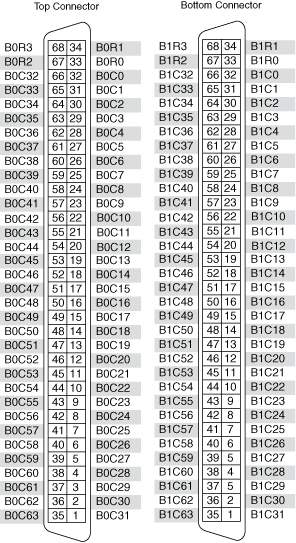 Top Connector Bottom Connector
B0R3 68 34 B0R1 B1R3 68 34 B1R1
B0R2 67 33 B0R0 B1R2 67 33 B1R0
B0C32 66 32 B0C0 B1C32 66 32 B1C0
B0C33 65 31 B0C1 B1C33 65 31 B1C1
B0C34 64 30 B0C2 B1C34 64 30 B1C2
B0C35 63 29 B0C3 B1C35 63 29 B1C3
B0C36 62 28 B0C4 B1C36 62 28 B1C4
B0C37 61 27 B0C5 B1C37 61 27 B1C5
B0C38 60 26 B0C6 B1C38 60 26 B1C6
B0C39 59 25 B0C7 B1C39 59 25 B1C7
B0C40 58 24 B0C8 B1C40 58 24 B1C8
B0C41 57 23 B0C9 B1C41 57 23 B1C9
B0C42 56 22 B0C10 B1C42 56 22 B1C10
B0C43 55 21 B0C11 B1C43 55 21 B1C11
B0C44 54 20 B0C12 B1C44 54 20 B1C12
B0C45 53 19 B0C13 B1C45 53 19 B1C13
B0C46 52 18 B0C14 B1C46 52 18 B1C14
B0C47 51 17 B0C15 B1C47 51 17 B1C15
B0C48 50 16 B0C16 B1C48 50 16 B1C16
B0C49 49 15 B0C17 B1C49 49 15 B1C17
B0C50 48 14 B0C18 B1C50 48 14 B1C18
B0C51 47 13 B0C19 B1C51 47 13 B1C19
B0C52 46 12 B0C20 B1C52 46 12 B1C20
B0C53 45 11 B0C21 B1C53 45 11 B1C21
B0C54 44 10 B0C22 B1C54 44 10 B1C22
B0C55 43 9 B0C23 B1C55 43 9 B1C23
B0C56 42 8 B0C24 B1C56 42 8 B1C24
B0C57 41 7 B0C25 B1C57 41 7 B1C25
B0C58 40 6 B0C26 B1C58 40 6 B1C26
B0C59 39 5 B0C27 B1C59 39 5 B1C27
B0C60 38 4 B0C28 B1C60 38 4 B1C28
B0C61 37 3 B0C29 B1C61 37 3 B1C29
B0C62 36 2 B0C30 B1C62 36 2 B1C30
B0C63 35 1 B0C31 B1C63 35 1 B1C31